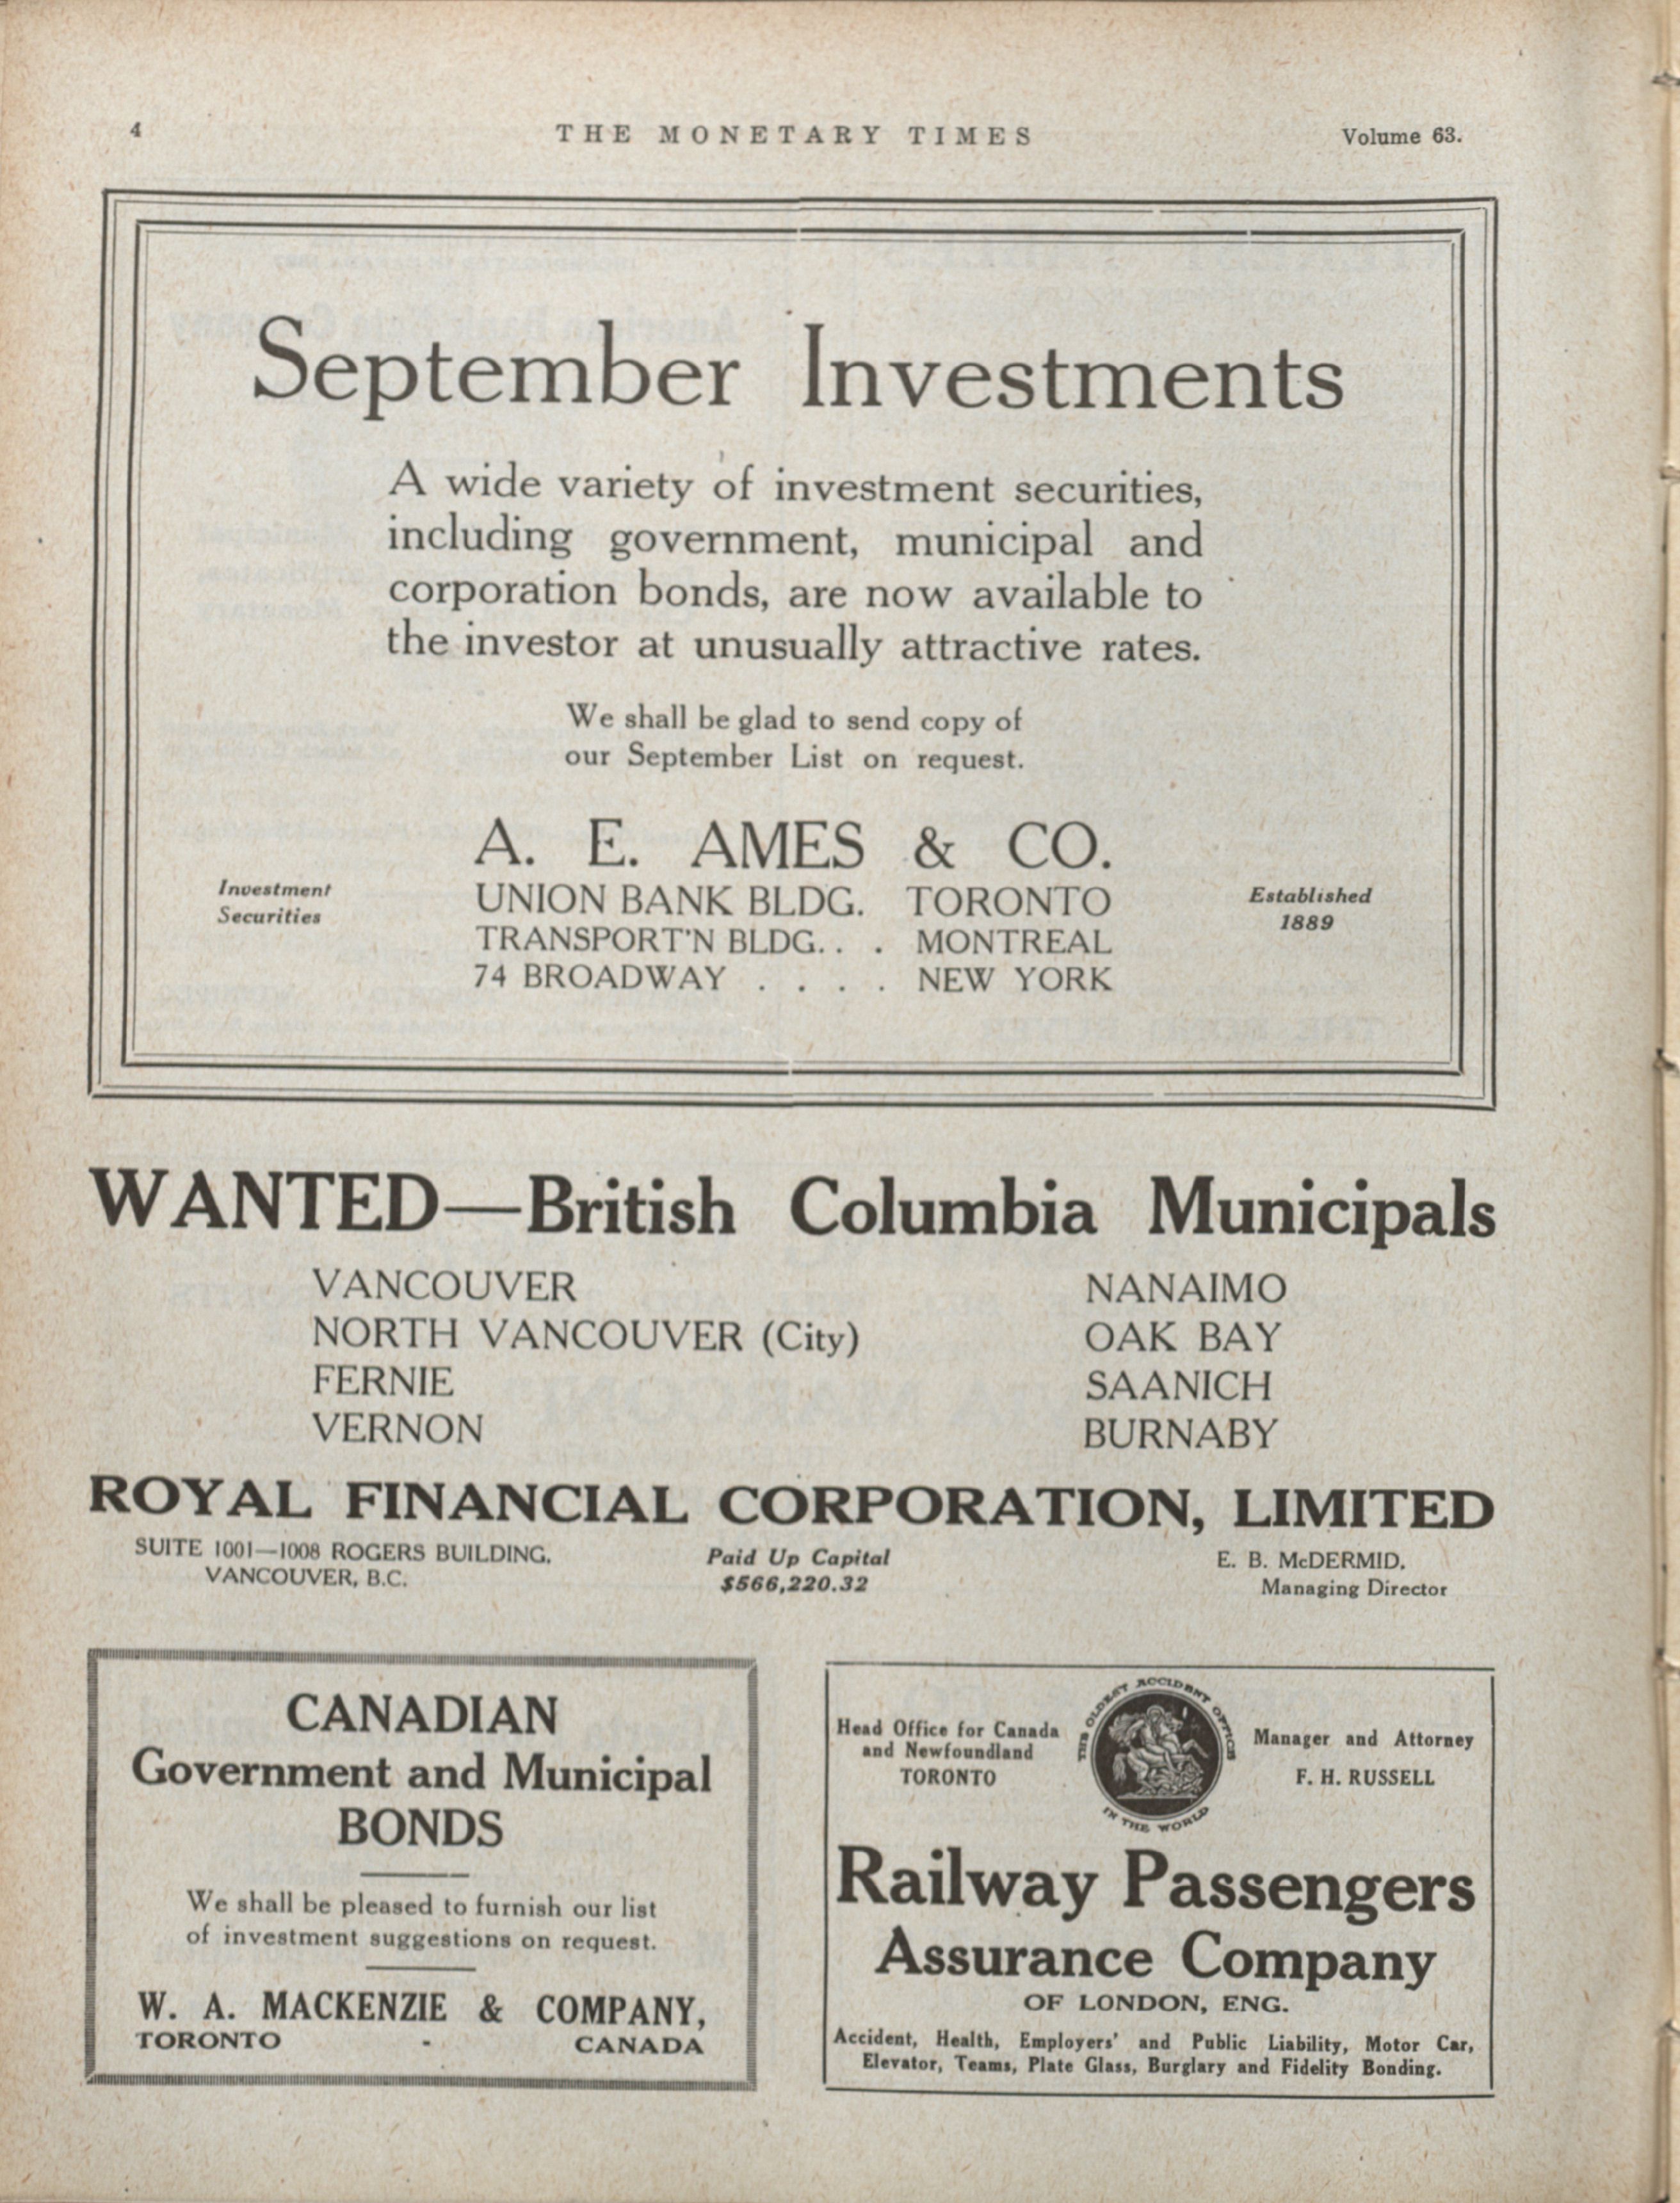 4
THE MONETARY TIMES
Volume 63.
September Investments
A wide variety of investment securities,
including government, municipal and
corporation bonds, are now available to
the investor at unusually attractive rates.
We shall be glad to send copy of
our September List on request.
A. E. AMES & CO.
Investment
Securities
UNION BANK BLDG. TORONTO
TRANSPORT'N BLDG. . . MONTREAL
74 BROADWAY . . . . NEW YORK
Established
1889
WANTED—British Columbia Municipals
VANCOUVER
NORTH VANCOUVER (City)
FERNIE
VERNON
NANAIMO
OAK BAY
SAANICH
BURNABY
ROYAL FINANCIAL CORPORATION, LIMITED
SUITE 1001—1008 ROGERS BUILDING.
VANCOUVER, B.C.
Paid Up Capital
$566,220.32
E. B. McDERMID.
Managing Director
CANADIAN
Government and Municipal
BONDS
We shall be pleased to furnish our list
of investment suggestions on request.
W. A. MACKENZIE & COMPANY,
TORONTO - CANADA
Head Office for Canada
and Newfoundland
TORONTO
THE OLDEST ACCIDENT OFFICE
IN THE WORLD
Manager and Attorney
F. H. RUSSELL
Railway Passengers
Assurance Company
OF LONDON, ENG.
Accident, Health, Employers' and Public Liability, Motor Car,
Elevator, Teams, Plate Glass, Burglary and Fidelity Bonding.